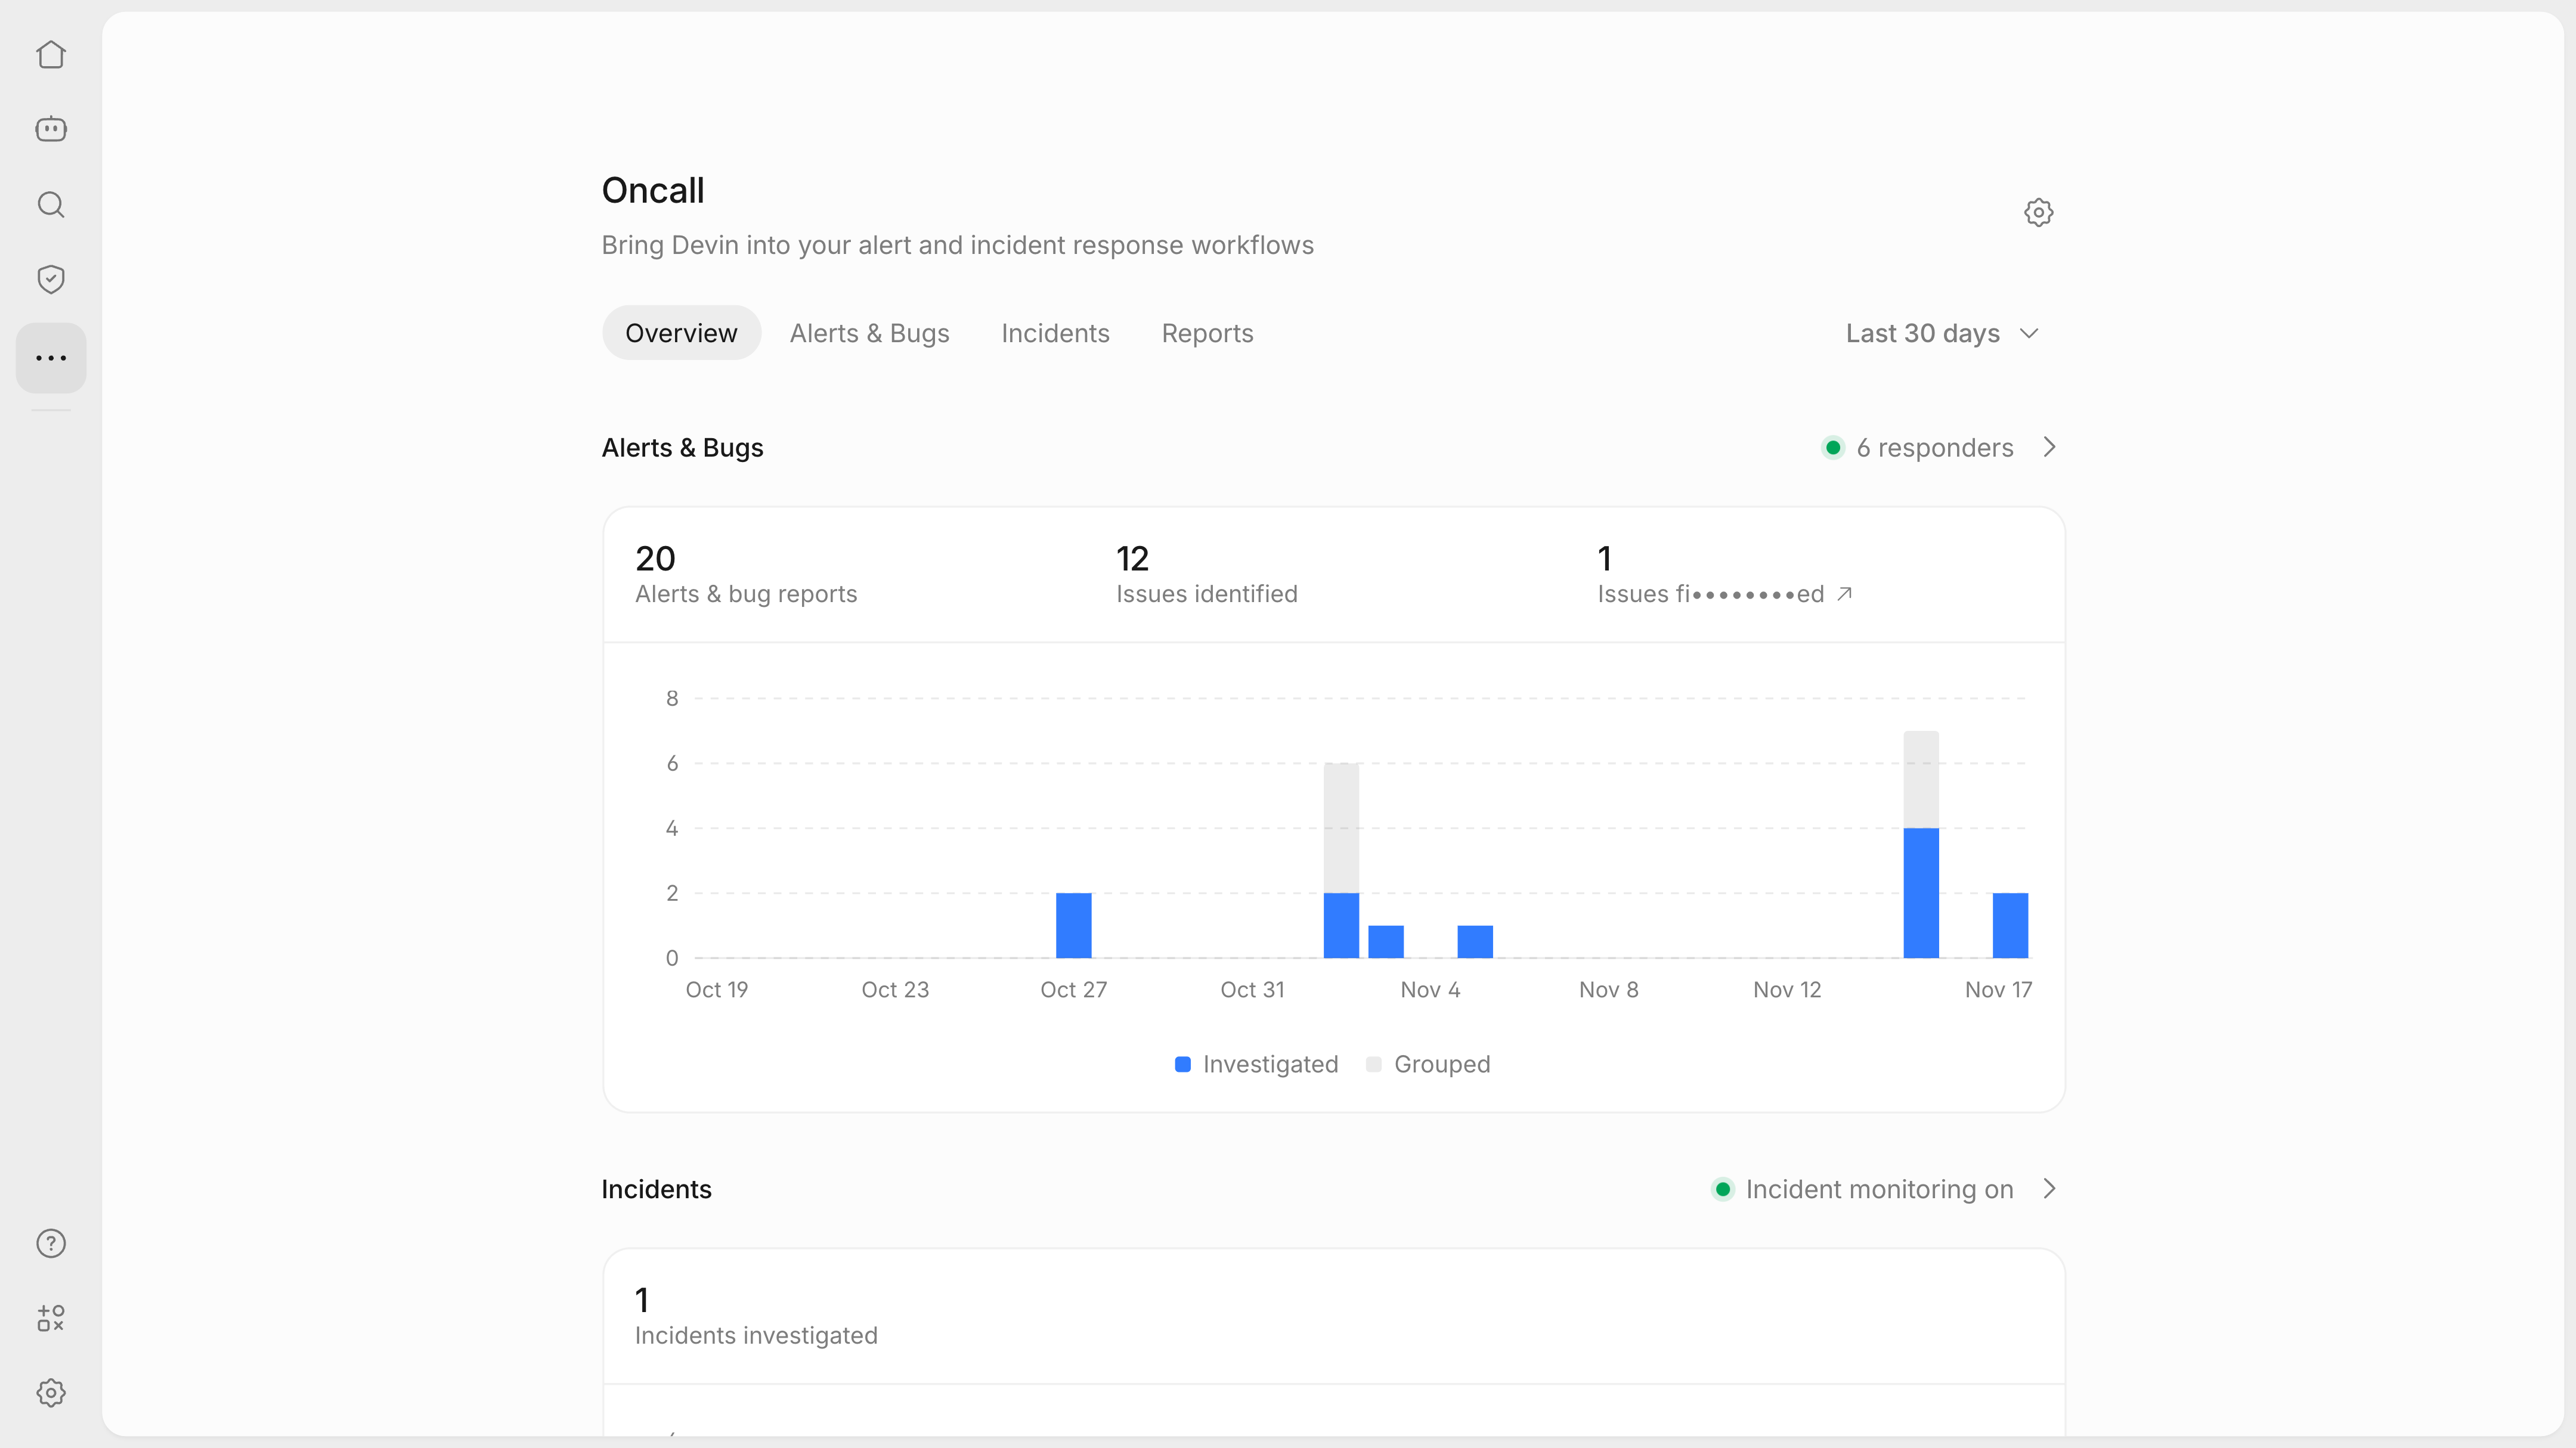 Oncall
Bring Devin into your alert and incident response workflows
Overview
Alerts & Bugs
Incidents
Reports
Last 30 days
Alerts & Bugs
6 responders
20
Alerts & bug reports
12
Issues identified
1
Issues fi••••••••ed
8
6
4
2
0
Oct 19
Oct 23
Oct 27
Oct 31
Nov 4
Nov 8
Nov 12
Nov 17
Investigated
Grouped
Incidents
Incident monitoring on
1
Incidents investigated